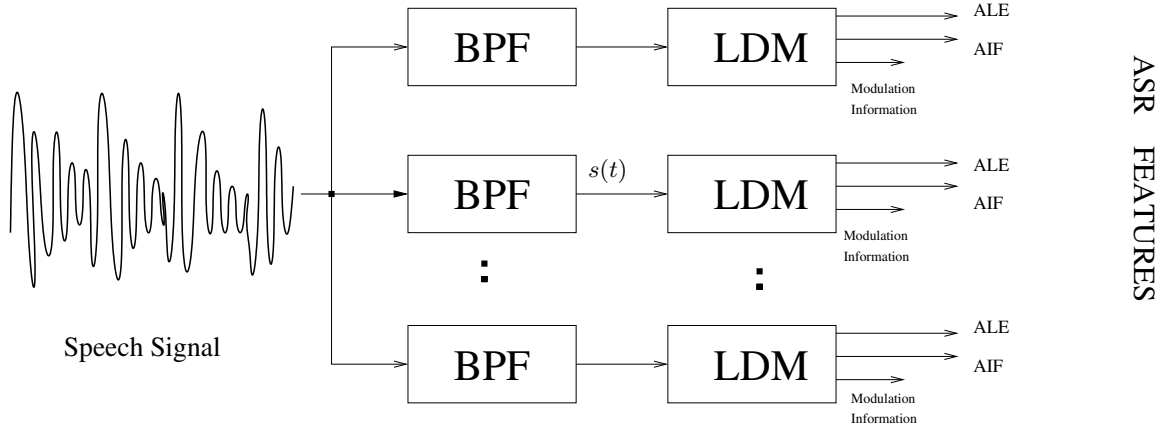 BPF
LDM
ALE
AIF
Modulation
Information
BPF
s(t)
LDM
ALE
AIF
Modulation
Information
Speech Signal
BPF
LDM
ALE
AIF
Modulation
Information
ASR FEATURES